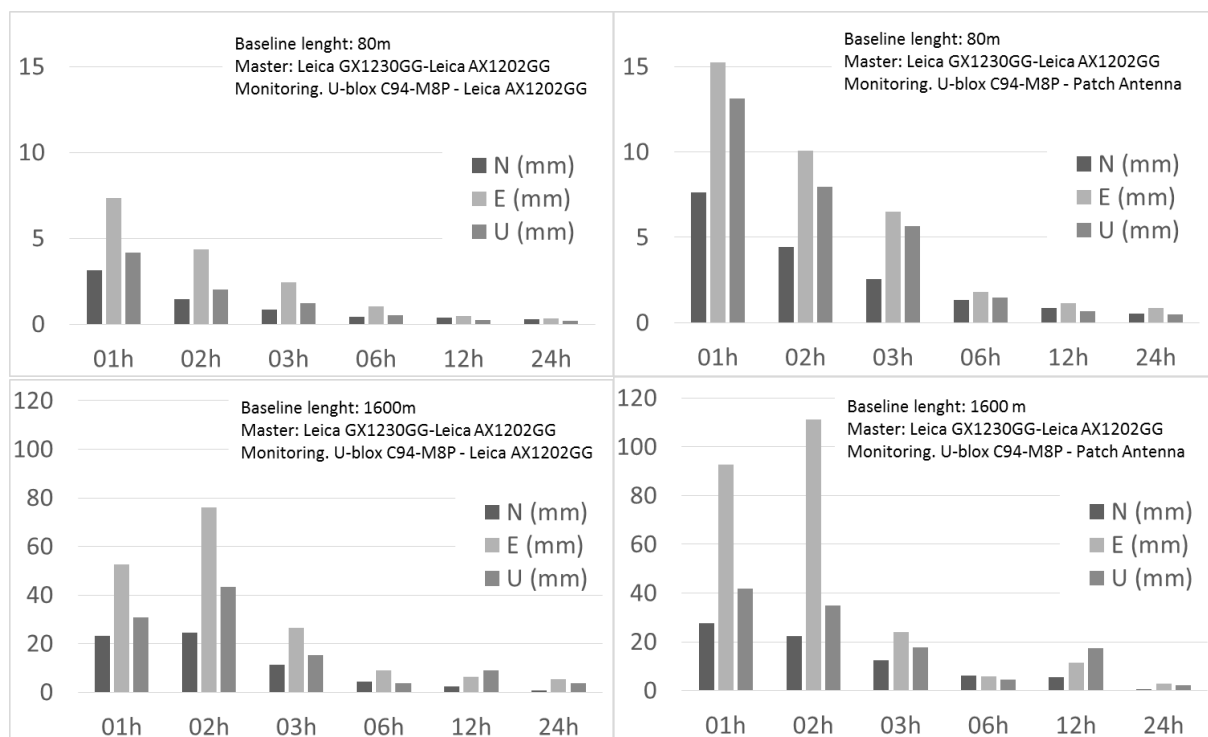 Baseline lenght: 80m
Master: Leica GX1230GG-Leica AX1202GG
Monitoring. U-blox C94-M8P - Leica AX1202GG
15
10
5
0
N (mm)
E (mm)
U (mm)
01h 02h 03h 06h 12h 24h
Baseline lenght: 80m
Master: Leica GX1230GG-Leica AX1202GG
Monitoring. U-blox C94-M8P - Patch Antenna
15
10
5
0
N (mm)
E (mm)
U (mm)
01h 02h 03h 06h 12h 24h
Baseline lenght: 1600m
Master: Leica GX1230GG-Leica AX1202GG
Monitoring. U-blox C94-M8P - Leica AX1202GG
120
100
80
60
40
20
0
N (mm)
E (mm)
U (mm)
01h 02h 03h 06h 12h 24h
Baseline lenght: 1600 m
Master: Leica GX1230GG-Leica AX1202GG
Monitoring. U-blox C94-M8P - Patch Antenna
120
100
80
60
40
20
0
N (mm)
E (mm)
U (mm)
01h 02h 03h 06h 12h 24h